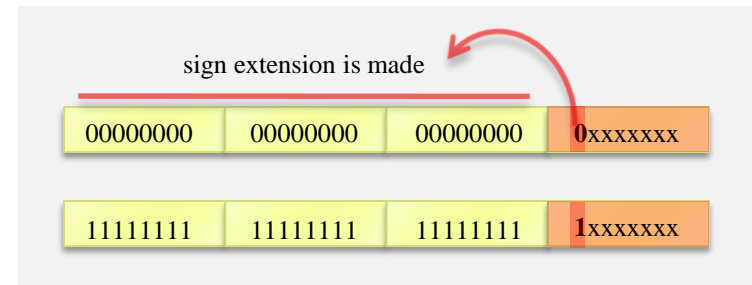 sign extension is made
00000000 00000000 00000000 0xxxxxxx
11111111 11111111 11111111 1xxxxxxx